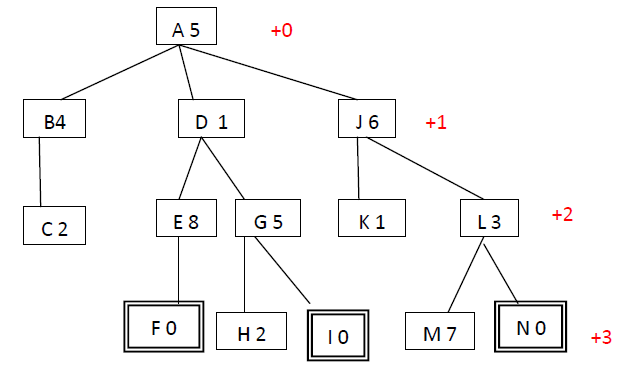 A 5 +0
B4 D 1 J 6 +1
C 2 E 8 G 5 K 1 L 3 +2
F 0 H 2 I 0 M 7 N 0 +3